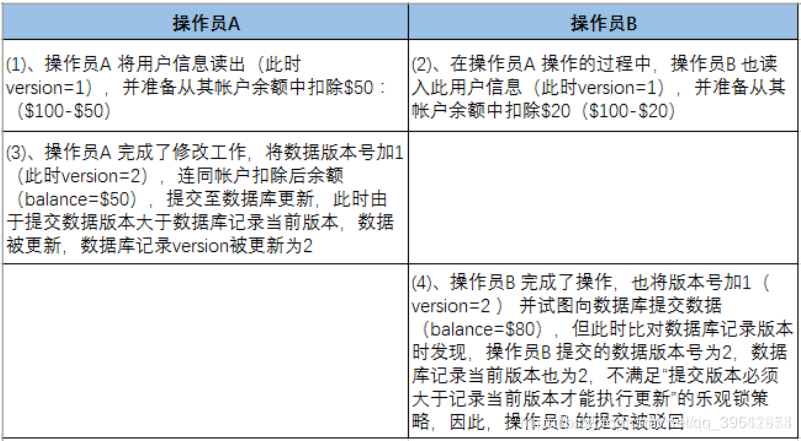 操作员A
操作员B
(1)、操作员A 将用户信息读出（此时
version=1），并准备从其帐户余额中扣除$50：
（$100-$50）
(2)、在操作员A 操作的过程中，操作员B 也读
入此用户信息（此时version=1），并准备从其
帐户余额中扣除$20（$100-$20）
(3)、操作员A 完成了修改工作，将数据版本号加1
（此时version=2），连同帐户扣除后余额
（balance=$50），提交至数据库更新，此时由
于提交数据版本大于数据库记录当前版本，数据
被更新，数据库记录version被更新为2
(4)、操作员B 完成了操作，也将版本号加1（
version=2 ） 并试图向数据库提交数据
（balance=$80），但此时比对数据库记录版本
时发现，操作员B 提交的数据版本号为2，数据
库记录当前版本也为2，不满足“提交版本必须
大于记录当前版本才能执行更新”的乐观锁策
略，因此，操作员B 的提交被驳回